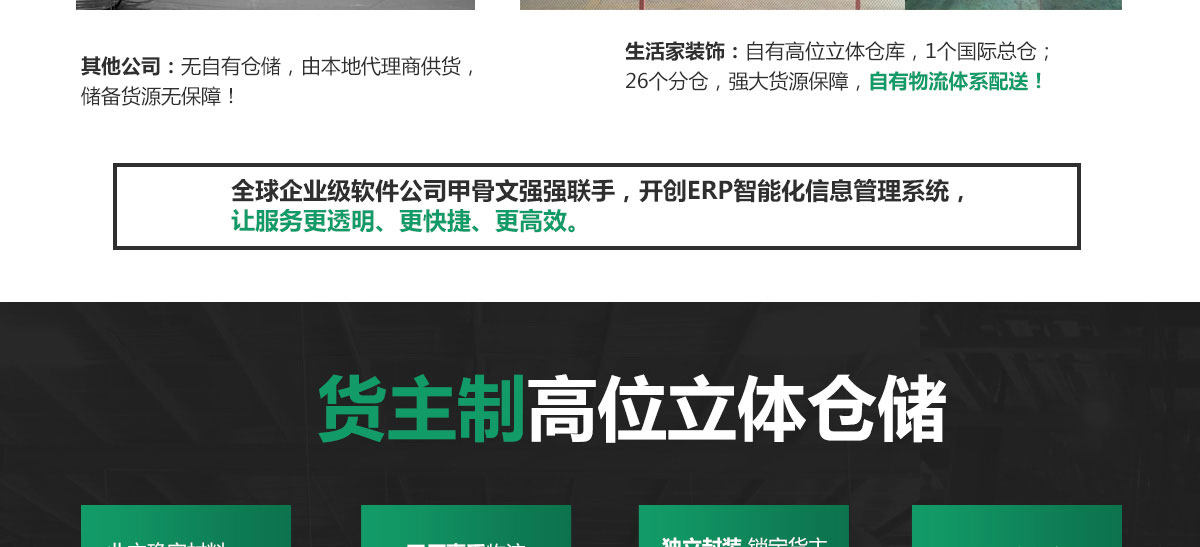 其他公司：无自有仓储，由本地代理商供货，
储备货源无保障！
生活家装饰：自有高位立体仓库，1个国际总仓；
26个分仓，强大货源保障，自有物流体系配送！
全球企业级软件公司甲骨文强强联手，开创ERP智能化信息管理系统，
让服务更透明、更快捷、更高效。
货主制高位立体仓储
独立封装 锁定货主